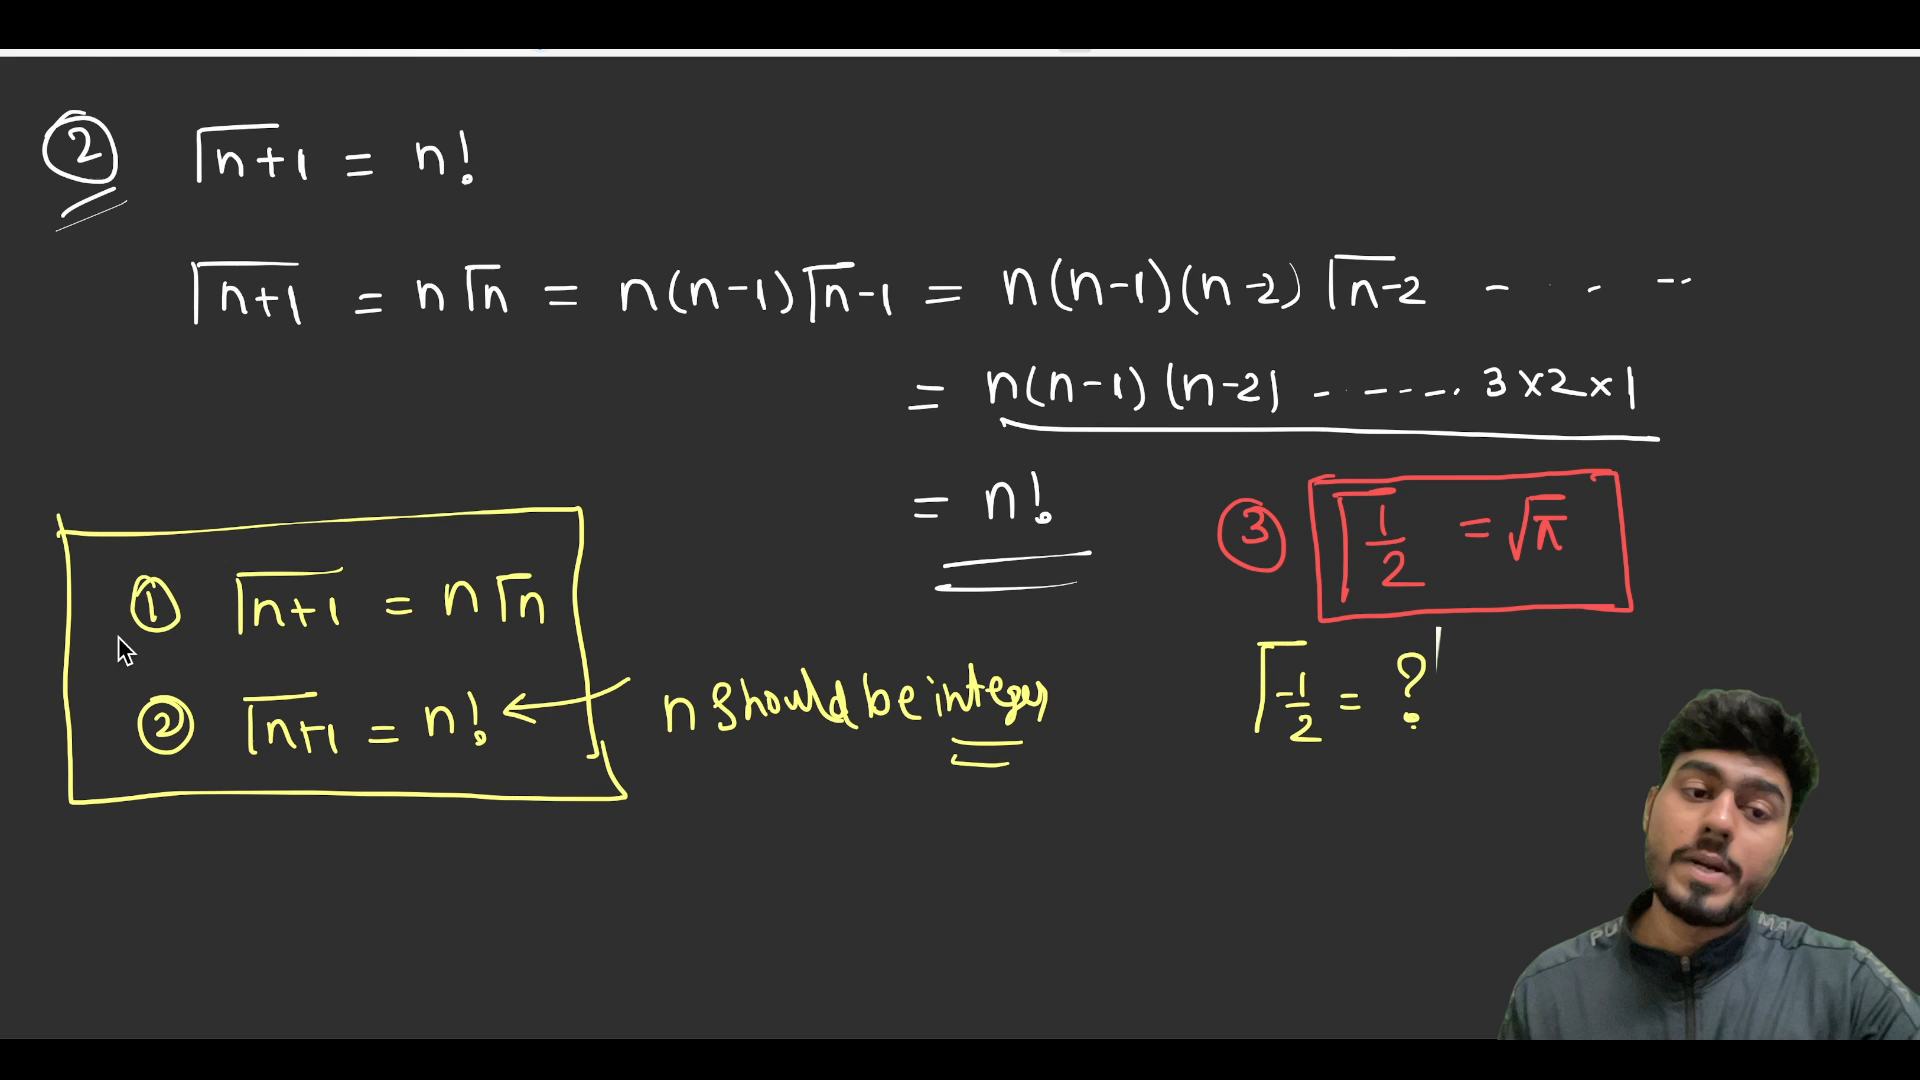 ② Γn+1 = n!
Γn+1 = nΓn = n(n-1)Γn-1 = n(n-1)(n-2)Γn-2 - - - --
= n(n-1)(n-2) - - - - - - 3×2×1
= n!
③ Γ1/2 = √π
① Γn+1 = nΓn
② Γn+1 = n! ← n should be integer
Γ-1/2 = ?